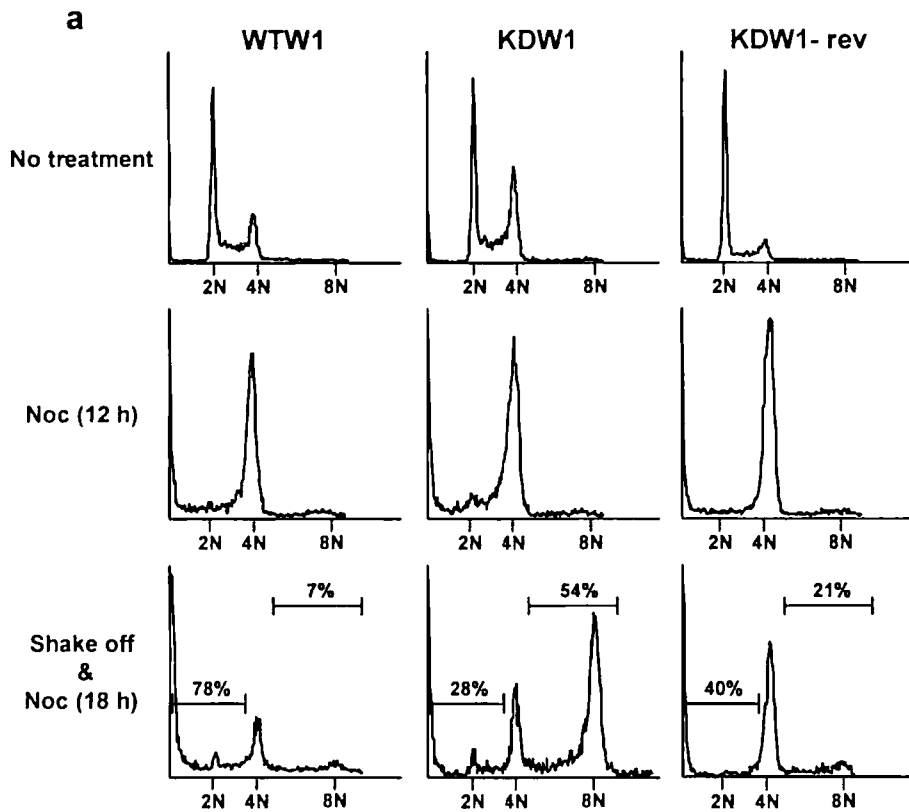 a
WTW1 KDW1 KDW1- rev
No treatment
2N 4N 8N 2N 4N 8N 2N 4N 8N
Noc (12 h)
2N 4N 8N 2N 4N 8N 2N 4N 8N
Shake off
&
Noc (18 h)
7% 54% 21%
78% 28% 40%
2N 4N 8N 2N 4N 8N 2N 4N 8N